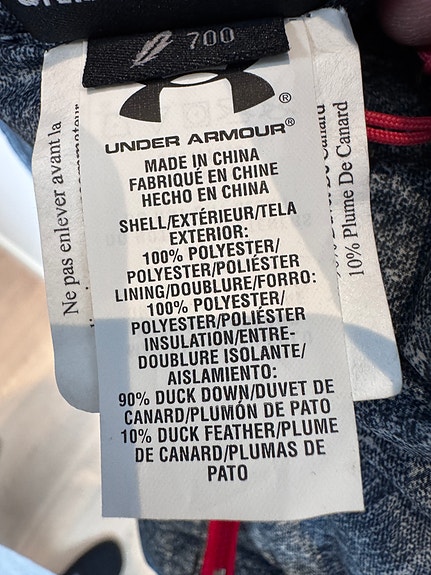 700
UNDER ARMOUR®
MADE IN CHINA
FABRIQUÉ EN CHINE
HECHO EN CHINA
SHELL/EXTÉRIEUR/TELA
EXTERIOR:
100% POLYESTER/
POLYESTER/POLIÉSTER
LINING/DOUBLURE/FORRO:
100% POLYESTER/
POLYESTER/POLIÉSTER
INSULATION/ENTRE-
DOUBLURE ISOLANTE/
AISLAMIENTO:
90% DUCK DOWN/DUVET DE
CANARD/PLUMÓN DE PATO
10% DUCK FEATHER/PLUME
DE CANARD/PLUMAS DE
PATO
Ne pas enlever avant la
10% Plume De Canard